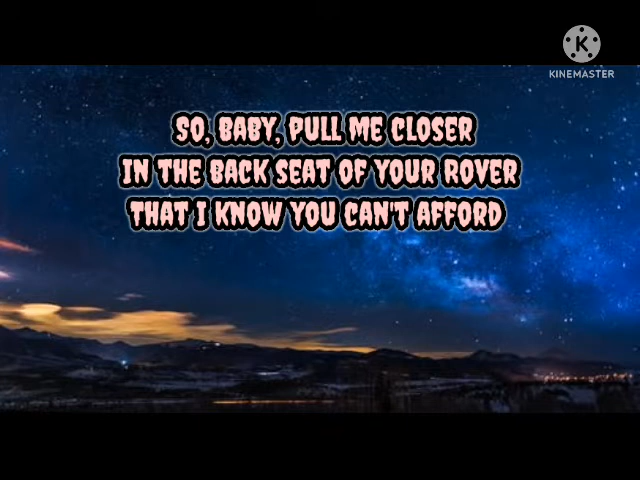 KINEMASTER
SO, BABY, PULL ME CLOSER
IN THE BACK SEAT OF YOUR ROVER
THAT I KNOW YOU CAN'T AFFORD